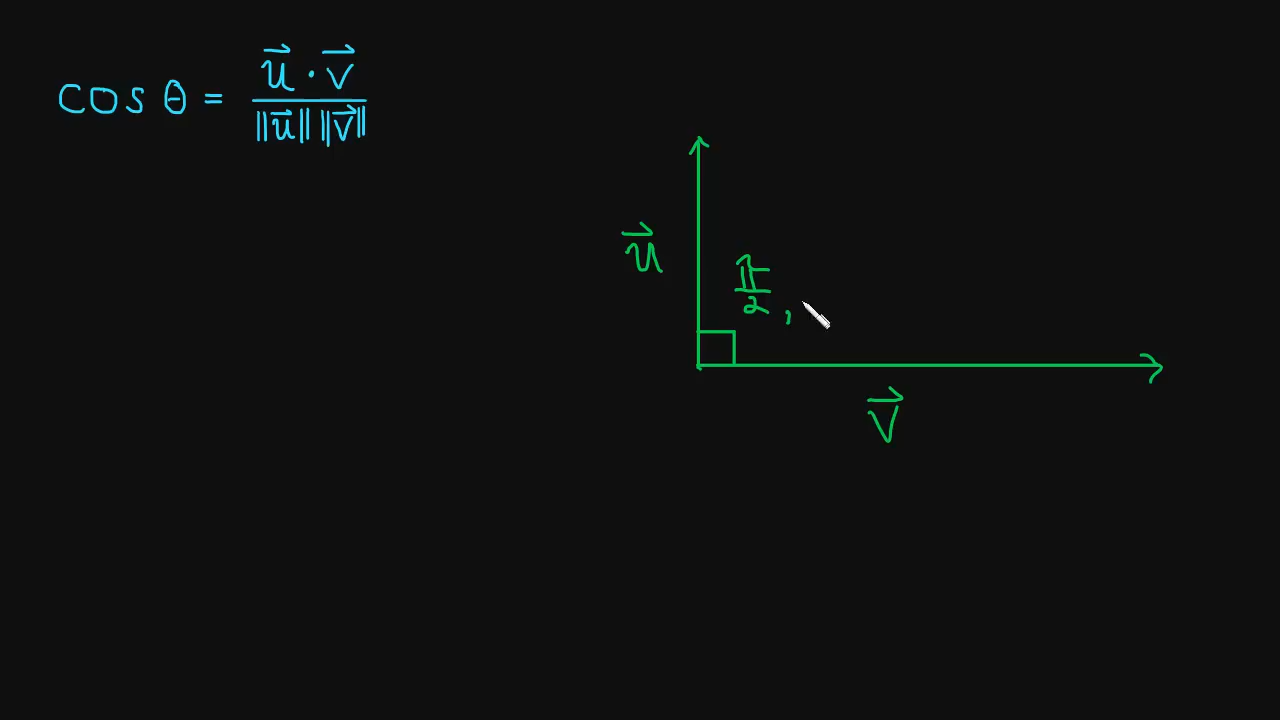 cos θ = u⃗ · v⃗ / ‖u⃗‖ ‖v⃗‖
u⃗
π/2 ,
v⃗